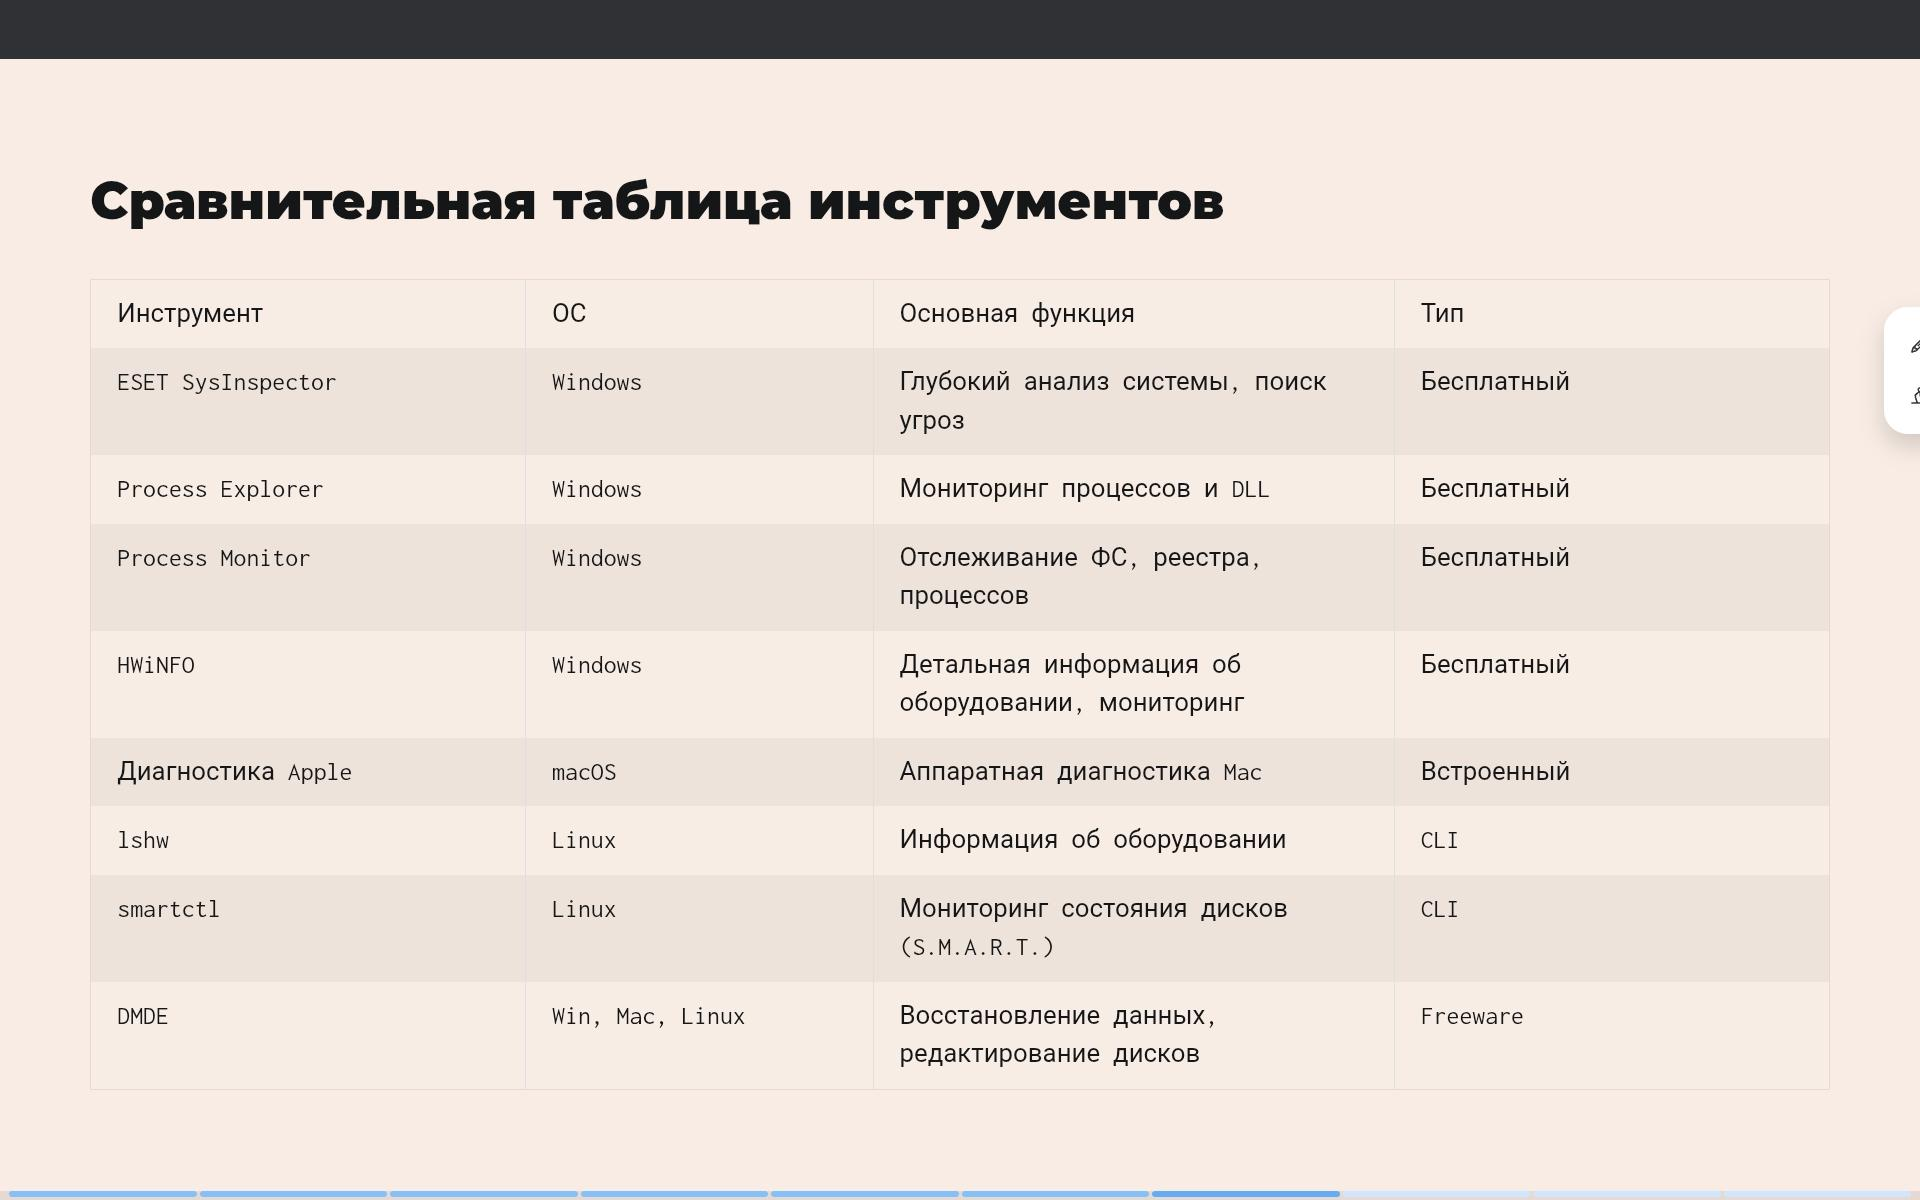 Сравнительная таблица инструментов
Инструмент ОС Основная функция Тип
ESET SysInspector Windows Глубокий анализ системы, поиск Бесплатный
угроз
Process Explorer Windows Мониторинг процессов и DLL Бесплатный
Process Monitor Windows Отслеживание ФС, реестра, Бесплатный
процессов
HWiNFO Windows Детальная информация об Бесплатный
оборудовании, мониторинг
Диагностика Apple macOS Аппаратная диагностика Mac Встроенный
lshw Linux Информация об оборудовании CLI
smartctl Linux Мониторинг состояния дисков CLI
(S.M.A.R.T.)
DMDE Win, Mac, Linux Восстановление данных, Freeware
редактирование дисков